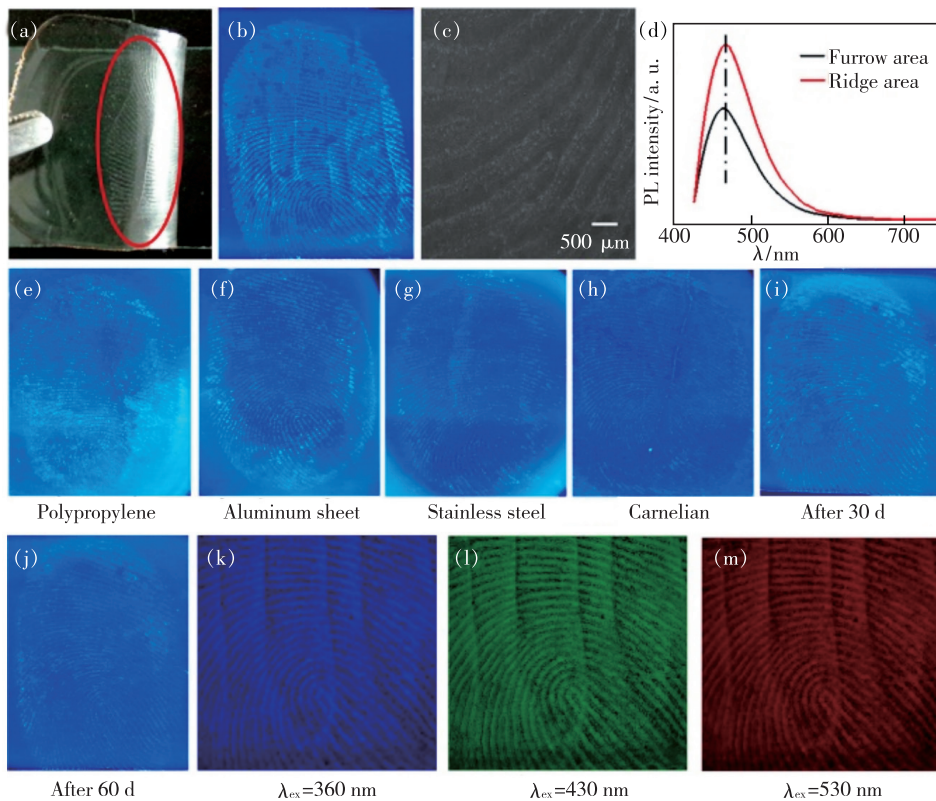 (a)
(b)
(c)
500 μm
(d)
PL intensity/a. u.
Furrow area
Ridge area
400 500 600 700
λ/nm
(e)
(f)
(g)
(h)
(i)
Polypropylene
Aluminum sheet
Stainless steel
Carnelian
After 30 d
(j)
(k)
(l)
(m)
After 60 d
λex=360 nm
λex=430 nm
λex=530 nm